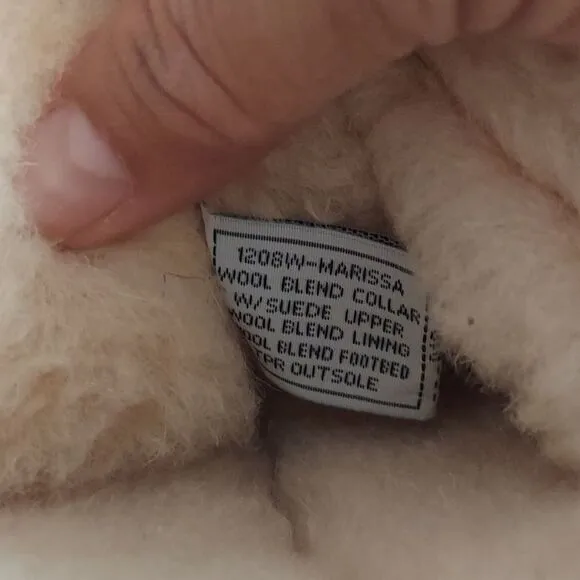 1208W-MARISSA
WOOL BLEND COLLAR
W/SUEDE UPPER
WOOL BLEND LINING
WOOL BLEND FOOTBED
TPR OUTSOLE